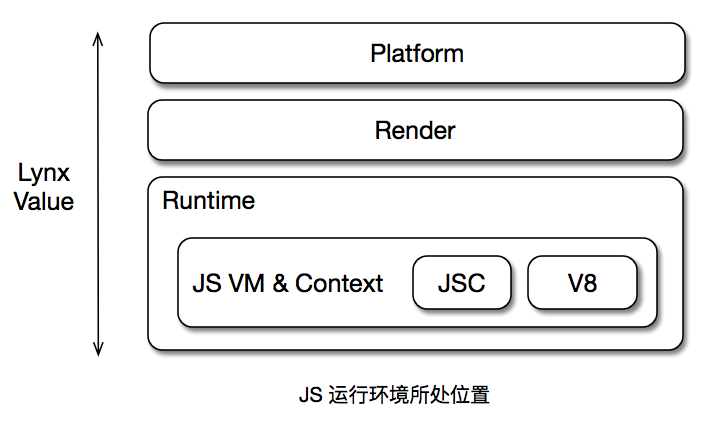 Platform
Render
Lynx
Value
Runtime
JS VM & Context
JSC
V8
JS 运行环境所处位置